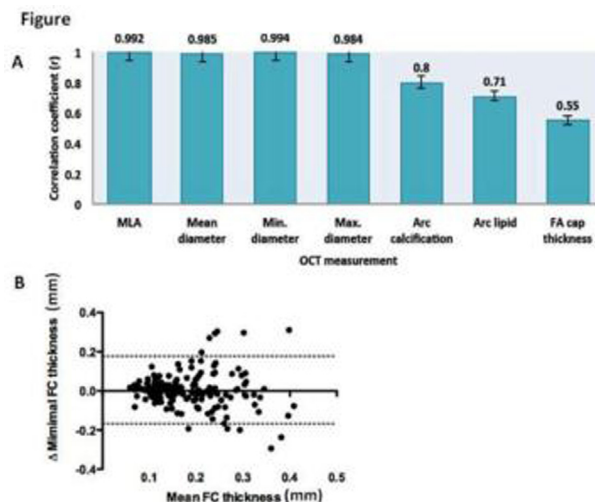 Figure
A
0.992 0.985 0.994 0.984 0.8 0.71 0.55
Correlation coefficient (r)
1
0.8
0.6
0.4
0.2
0
MLA Mean diameter Min. diameter Max. diameter Arc calcification Arc lipid FA cap thickness
OCT measurement
B
Δ Mimimal FC thickness (mm)
0.4
0.2
0.0
-0.2
-0.4
0.1 0.2 0.3 0.4 0.5
Mean FC thickness (mm)